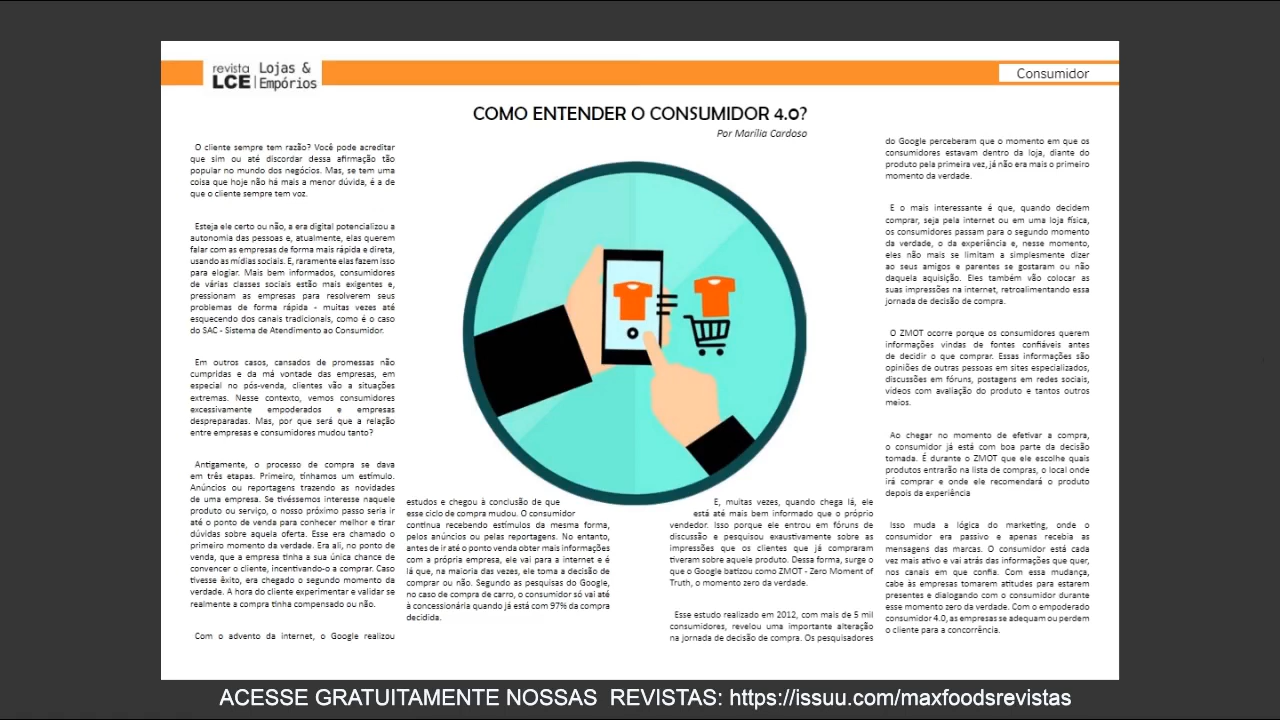 revista
LCE
Lojas &
Empórios
Consumidor
COMO ENTENDER O CONSUMIDOR 4.0?
Por Marília Cardoso
O cliente sempre tem razão? Você pode acreditar
que sim ou até discordar dessa afirmação tão
popular no mundo dos negócios. Mas, se tem uma
coisa que hoje não há mais a menor dúvida, é a de
que o cliente sempre tem voz.
Esteja ele certo ou não, a era digital potencializou a
autonomia das pessoas e, atualmente, elas querem
falar com as empresas de forma mais rápida e direta,
usando as mídias sociais. E, raramente elas fazem isso
para elogiar. Mais bem informados, consumidores
de várias classes sociais estão mais exigentes e,
pressionam as empresas para resolverem seus
problemas de forma rápida - muitas vezes até
esquecendo dos canais tradicionais, como é o caso
do SAC - Sistema de Atendimento ao Consumidor.
Em outros casos, cansados de promessas não
cumpridas e da má vontade das empresas, em
especial no pós-venda, clientes vão a situações
extremas. Nesse contexto, vemos consumidores
excessivamente empoderados e empresas
despreparadas. Mas, por que será que a relação
entre empresas e consumidores mudou tanto?
Antigamente, o processo de compra se dava
em três etapas. Primeiro, tínhamos um estímulo.
Anúncios ou reportagens trazendo as novidades
de uma empresa. Se tivéssemos interesse naquele
produto ou serviço, o nosso próximo passo seria ir
até o ponto de venda para conhecer melhor e tirar
dúvidas sobre aquela oferta. Esse era chamado o
primeiro momento da verdade. Era ali, no ponto de
venda, que a empresa tinha a sua única chance de
convencer o cliente, incentivando-o a comprar. Caso
tivesse êxito, era chegado o segundo momento da
verdade. A hora do cliente experimentar e validar se
realmente a compra tinha compensado ou não.
Com o advento da internet, o Google realizou
estudos e chegou à conclusão de que
esse ciclo de compra mudou. O consumidor
continua recebendo estímulos da mesma forma,
pelos anúncios ou pelas reportagens. No entanto,
antes de ir até o ponto venda obter mais informações
com a própria empresa, ele vai para a internet e é
lá que, na maioria das vezes, ele toma a decisão de
comprar ou não. Segundo as pesquisas do Google,
no caso de compra de carro, o consumidor só vai até
à concessionária quando já está com 97% da compra
decidida.
E, muitas vezes, quando chega lá, ele
está até mais bem informado que o próprio
vendedor. Isso porque ele entrou em fóruns de
discussão e pesquisou exaustivamente sobre as
impressões que os clientes que já compraram
tiveram sobre aquele produto. Dessa forma, surge o
que o Google batizou como ZMOT - Zero Moment of
Truth, o momento zero da verdade.
Esse estudo realizado em 2012, com mais de 5 mil
consumidores, revelou uma importante alteração
na jornada de decisão de compra. Os pesquisadores
do Google perceberam que o momento em que os
consumidores estavam dentro da loja, diante do
produto pela primeira vez, já não era mais o primeiro
momento da verdade.
E o mais interessante é que, quando decidem
comprar, seja pela internet ou em uma loja física,
os consumidores passam para o segundo momento
da verdade, o da experiência e, nesse momento,
eles não mais se limitam a simplesmente dizer
ao seus amigos e parentes se gostaram ou não
daquela aquisição. Eles também vão colocar as
suas impressões na internet, retroalimentando essa
jornada de decisão de compra.
O ZMOT ocorre porque os consumidores querem
informações vindas de fontes confiáveis antes
de decidir o que comprar. Essas informações são
opiniões de outras pessoas em sites especializados,
discussões em fóruns, postagens em redes sociais,
videos com avaliação do produto e tantos outros
meios.
Ao chegar no momento de efetivar a compra,
o consumidor já está com boa parte da decisão
tomada. É durante o ZMOT que ele escolhe quais
produtos entrarão na lista de compras, o local onde
irá comprar e onde ele recomendará o produto
depois da experiência
Isso muda a lógica do marketing, onde o
consumidor era passivo e apenas recebia as
mensagens das marcas. O consumidor está cada
vez mais ativo e vai atrás das informações que quer,
nos canais em que confia. Com essa mudança,
cabe às empresas tomarem atitudes para estarem
presentes e dialogando com o consumidor durante
esse momento zero da verdade. Com o empoderado
consumidor 4.0, as empresas se adequam ou perdem
o cliente para a concorrência.
ACESSE GRATUITAMENTE NOSSAS REVISTAS: https://issuu.com/maxfoodsrevistas